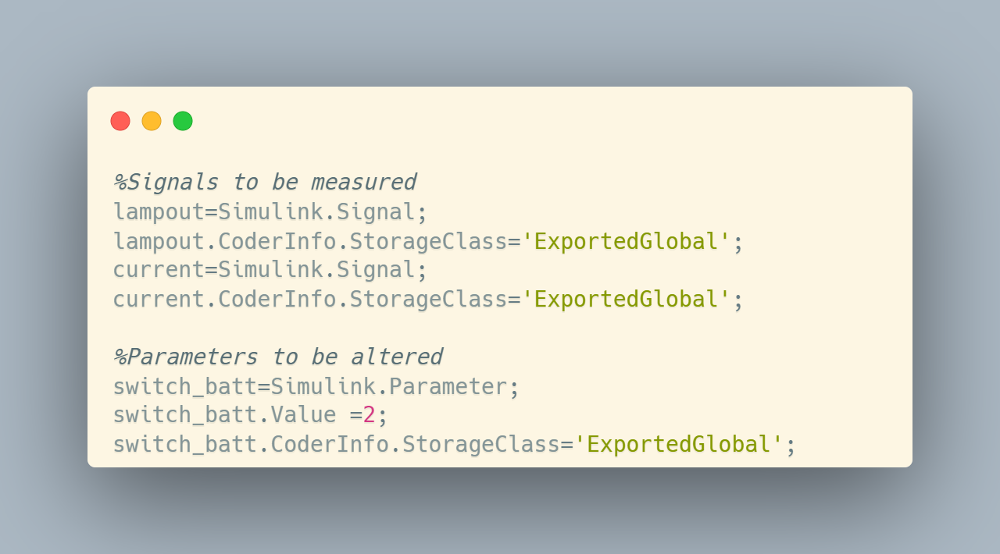 %Signals to be measured
lampout=Simulink.Signal;
lampout.CoderInfo.StorageClass='ExportedGlobal';
current=Simulink.Signal;
current.CoderInfo.StorageClass='ExportedGlobal';
%Parameters to be altered
switch_batt=Simulink.Parameter;
switch_batt.Value =2;
switch_batt.CoderInfo.StorageClass='ExportedGlobal';